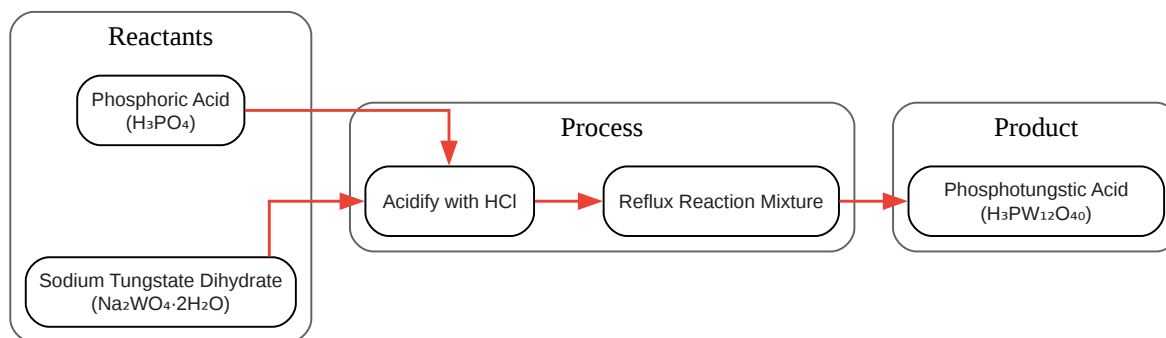 Reactants
Phosphoric Acid
(H₃PO₄)
Sodium Tungstate Dihydrate
(Na₂WO₄·2H₂O)
Process
Acidify with HCl
Reflux Reaction Mixture
Product
Phosphotungstic Acid
(H₃PW₁₂O₄₀)